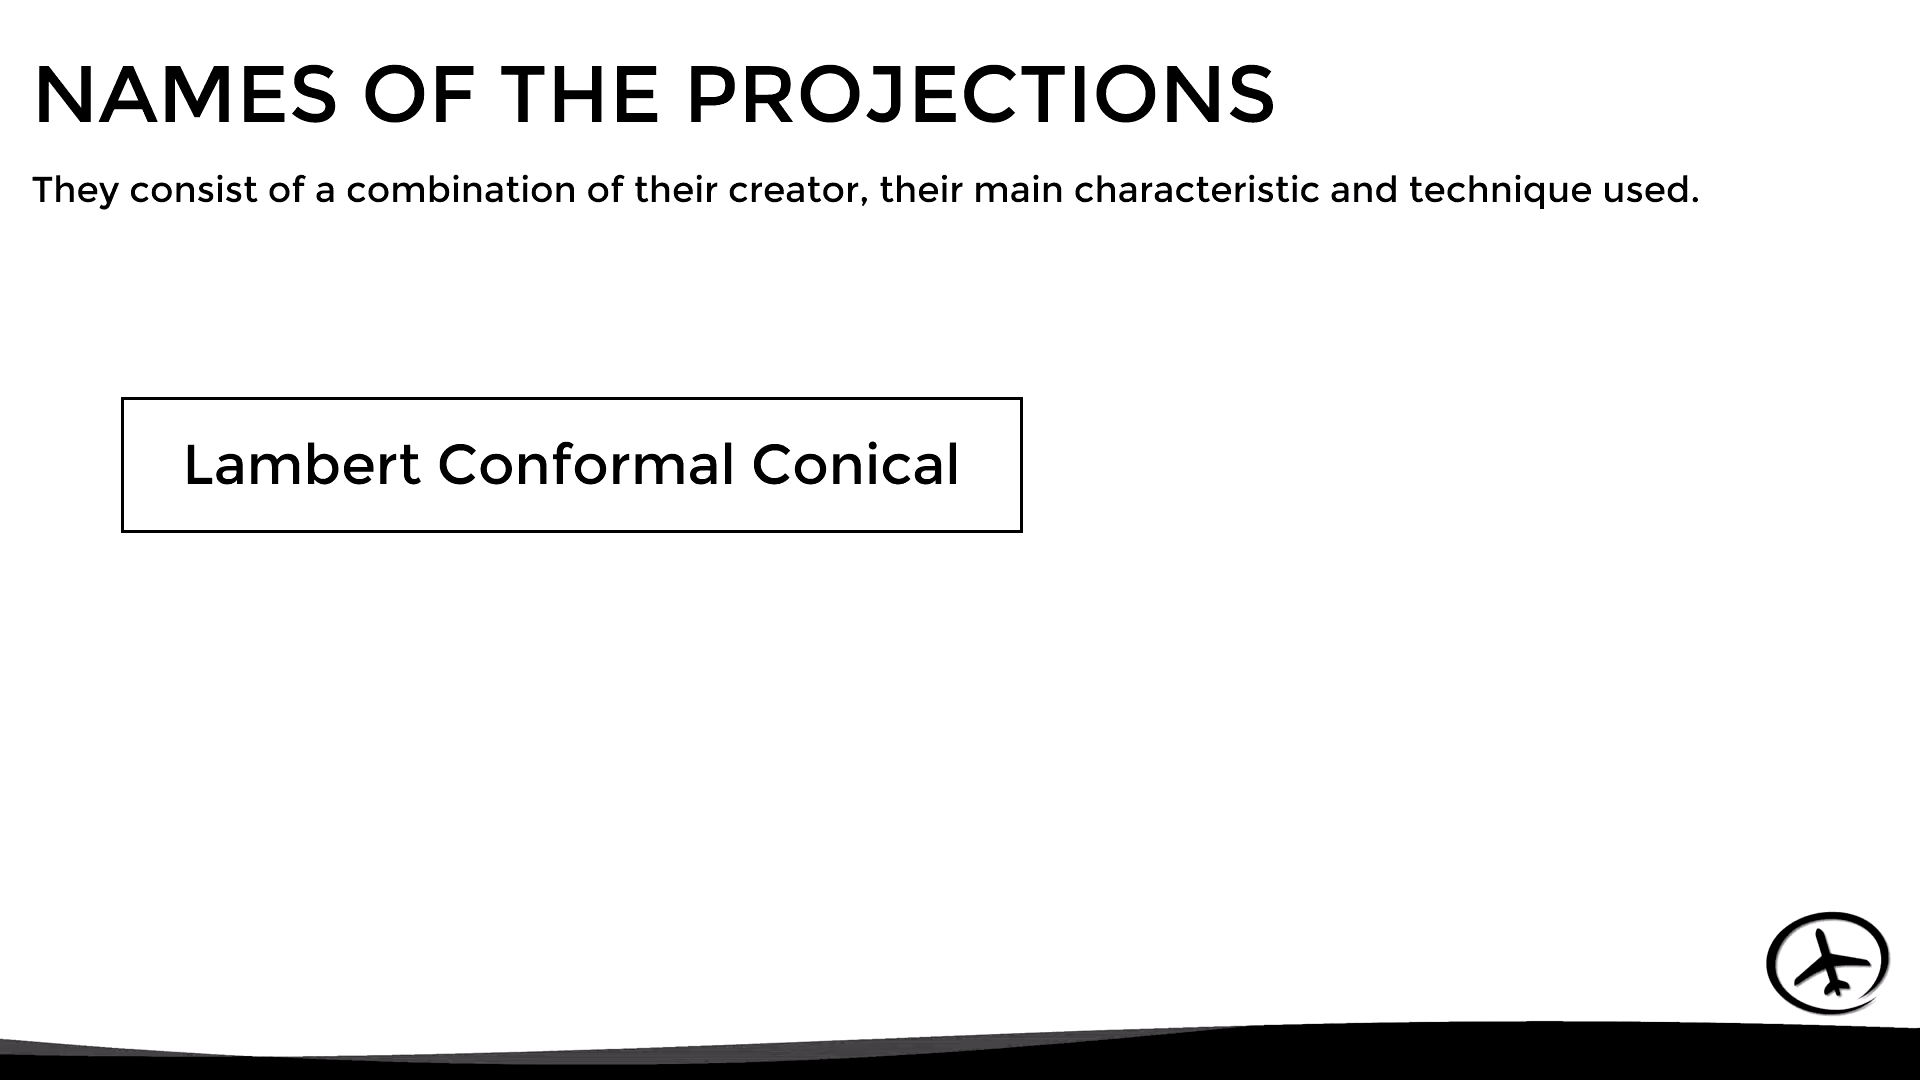 NAMES OF THE PROJECTIONS
They consist of a combination of their creator, their main characteristic and technique used.
Lambert Conformal Conical